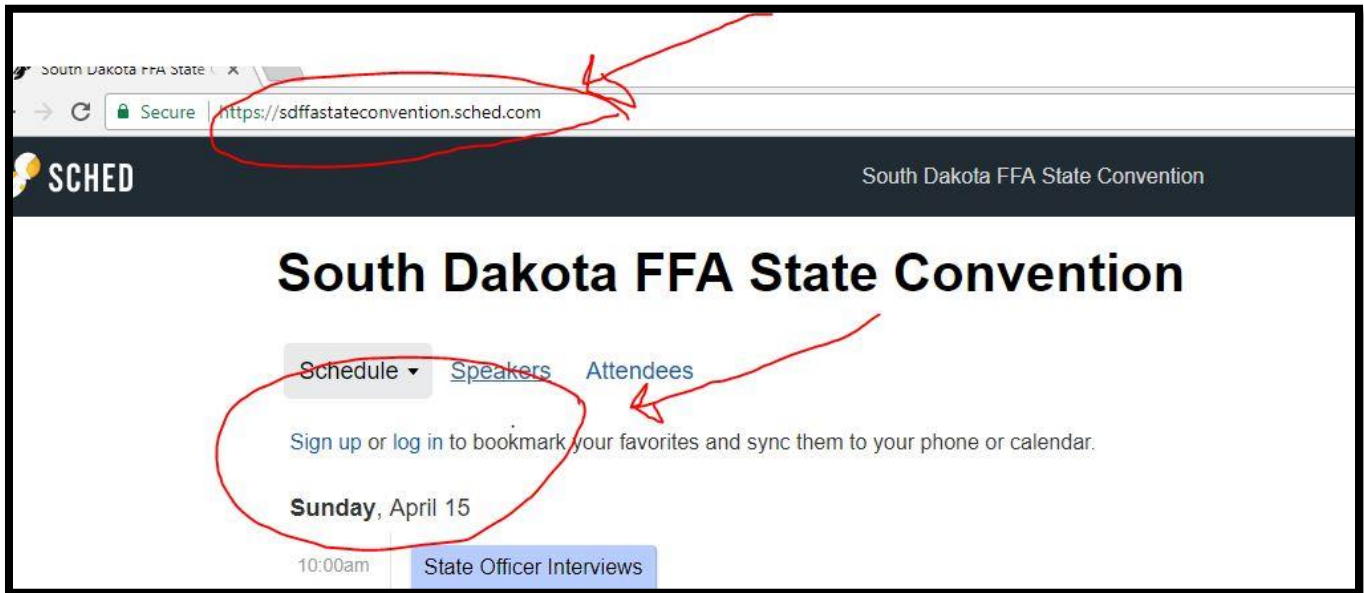 South Dakota FFA State C X
Secure | https://sdffastateconvention.sched.com
SCHED South Dakota FFA State Convention
South Dakota FFA State Convention
Schedule Speakers Attendees
Sign up or log in to bookmark your favorites and sync them to your phone or calendar.
Sunday, April 15
10:00am State Officer Interviews